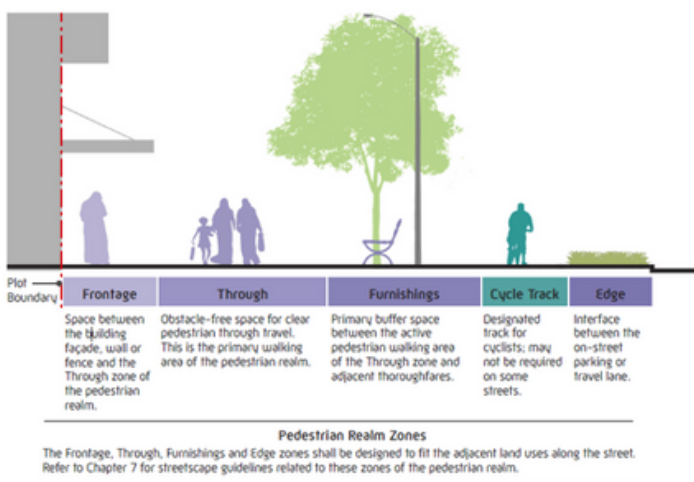 Plot
Boundary
Frontage
Through
Furnishings
Cycle Track
Edge
Space between
the building
façade, wall or
fence and the
Through zone of
the pedestrian
realm.
Obstacle-free space for clear
pedestrian through travel.
This is the primary walking
area of the pedestrian realm.
Primary buffer space
between the active
pedestrian walking area
of the Through zone and
adjacent thoroughfares.
Designated
track for
cyclists; may
not be required
on some
streets.
Interface
between the
on-street
parking or
travel lane.
Pedestrian Realm Zones
The Frontage, Through, Furnishings and Edge zones shall be designed to fit the adjacent land uses along the street.
Refer to Chapter 7 for streetscape guidelines related to these zones of the pedestrian realm.